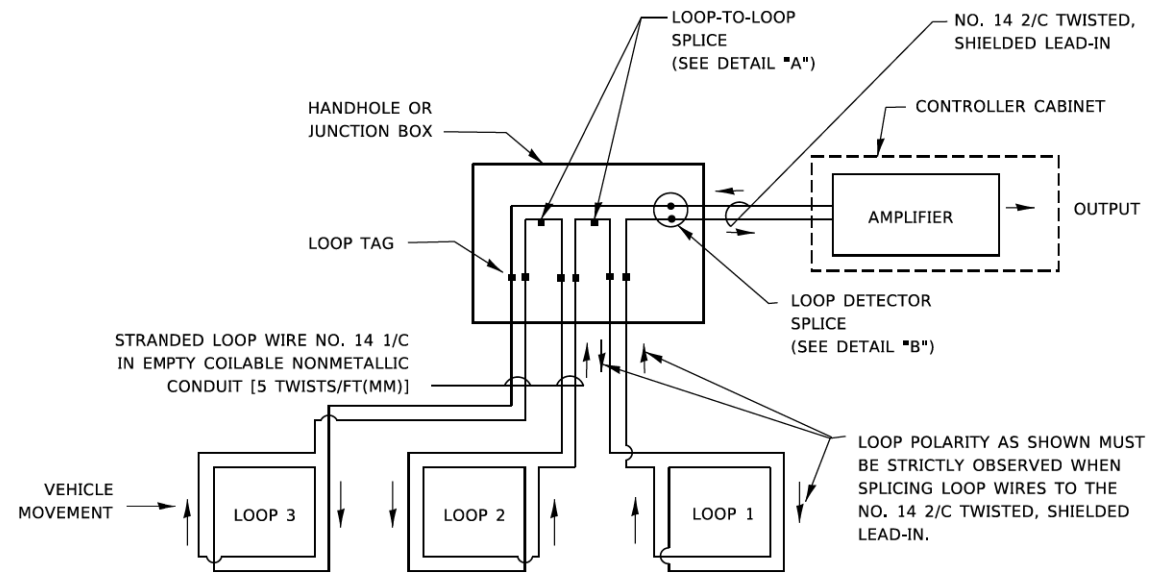 LOOP-TO-LOOP
SPLICE
(SEE DETAIL "A")
NO. 14 2/C TWISTED,
SHIELDED LEAD-IN
HANDHOLE OR
JUNCTION BOX
CONTROLLER CABINET
AMPLIFIER
OUTPUT
LOOP TAG
LOOP DETECTOR
SPLICE
(SEE DETAIL "B")
STRANDED LOOP WIRE NO. 14 1/C
IN EMPTY COILABLE NONMETALLIC
CONDUIT [5 TWISTS/FT(MM)]
LOOP POLARITY AS SHOWN MUST
BE STRICTLY OBSERVED WHEN
SPLICING LOOP WIRES TO THE
NO. 14 2/C TWISTED, SHIELDED
LEAD-IN.
VEHICLE
MOVEMENT
LOOP 3
LOOP 2
LOOP 1